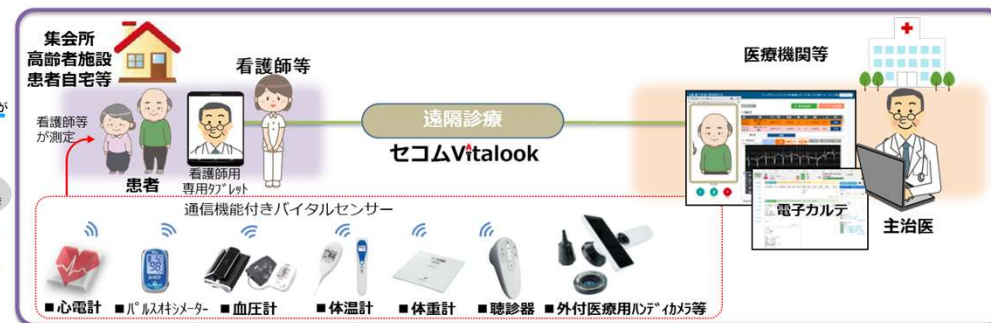 集会所
高齢者施設
患者自宅等
看護師等
医療機関等
が
看護師等
が測定
遠隔診療
セコムVitalook
患者
看護師用
専用ﾀﾌﾞﾚｯﾄ
電子カルテ
主治医
通信機能付きバイタルセンサー
■心電計
■ﾊﾟﾙｽｵｷｼﾒｰﾀｰ
■血圧計
■体温計
■体重計
■聴診器
■外付医療用ﾊﾝﾃﾞｨｶﾒﾗ等